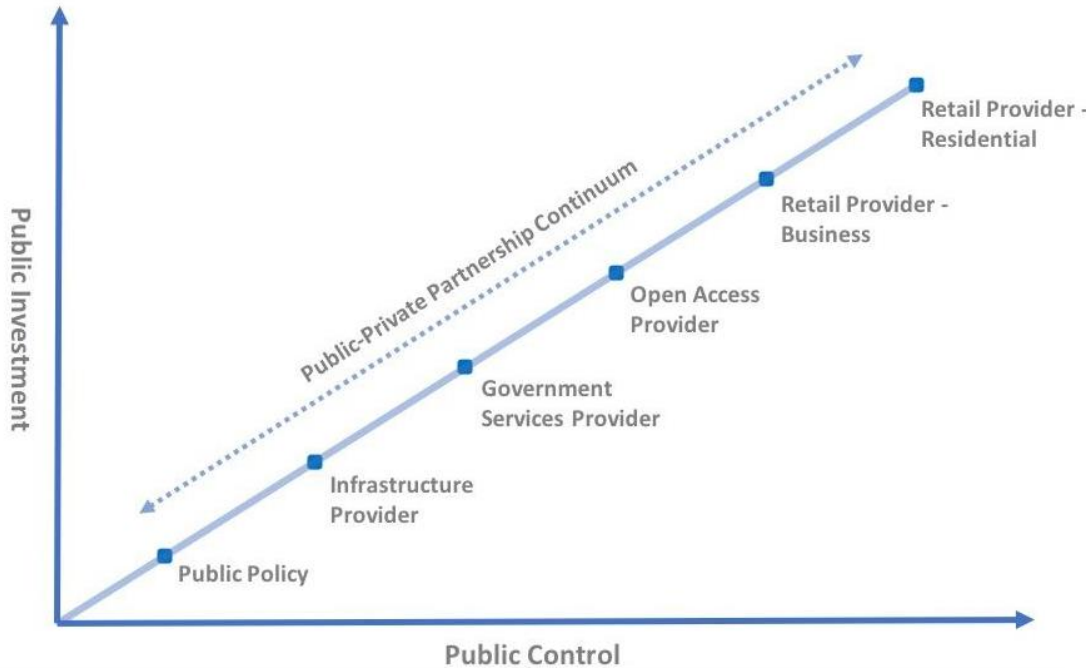 Public Investment
Public-Private Partnership Continuum
Retail Provider -
Residential
Retail Provider -
Business
Open Access
Provider
Government
Services Provider
Infrastructure
Provider
Public Policy
Public Control